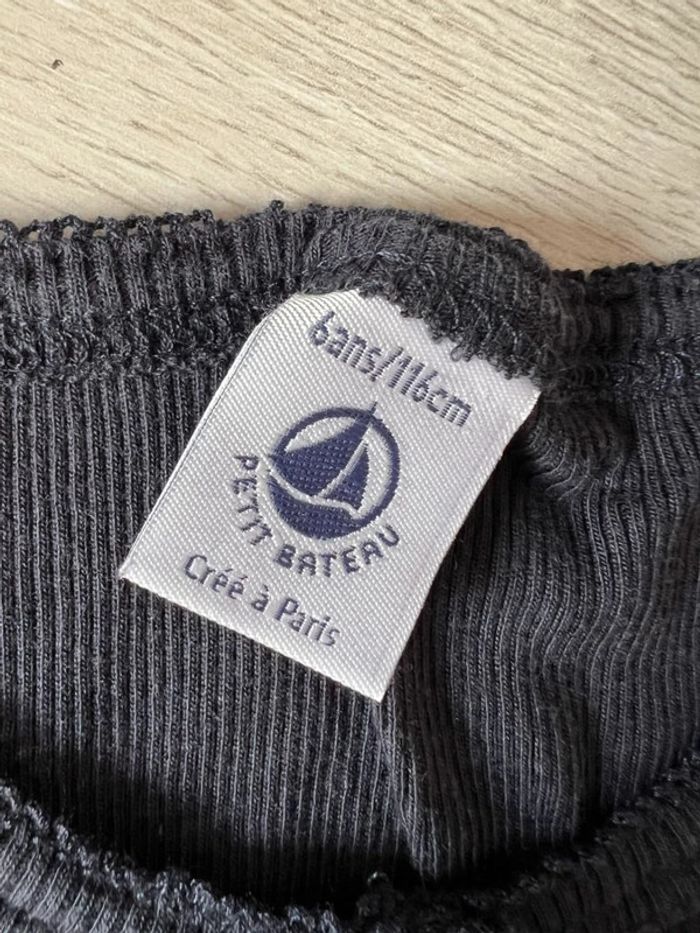 6ans/116cm
PETIT BATEAU
Créé à Paris